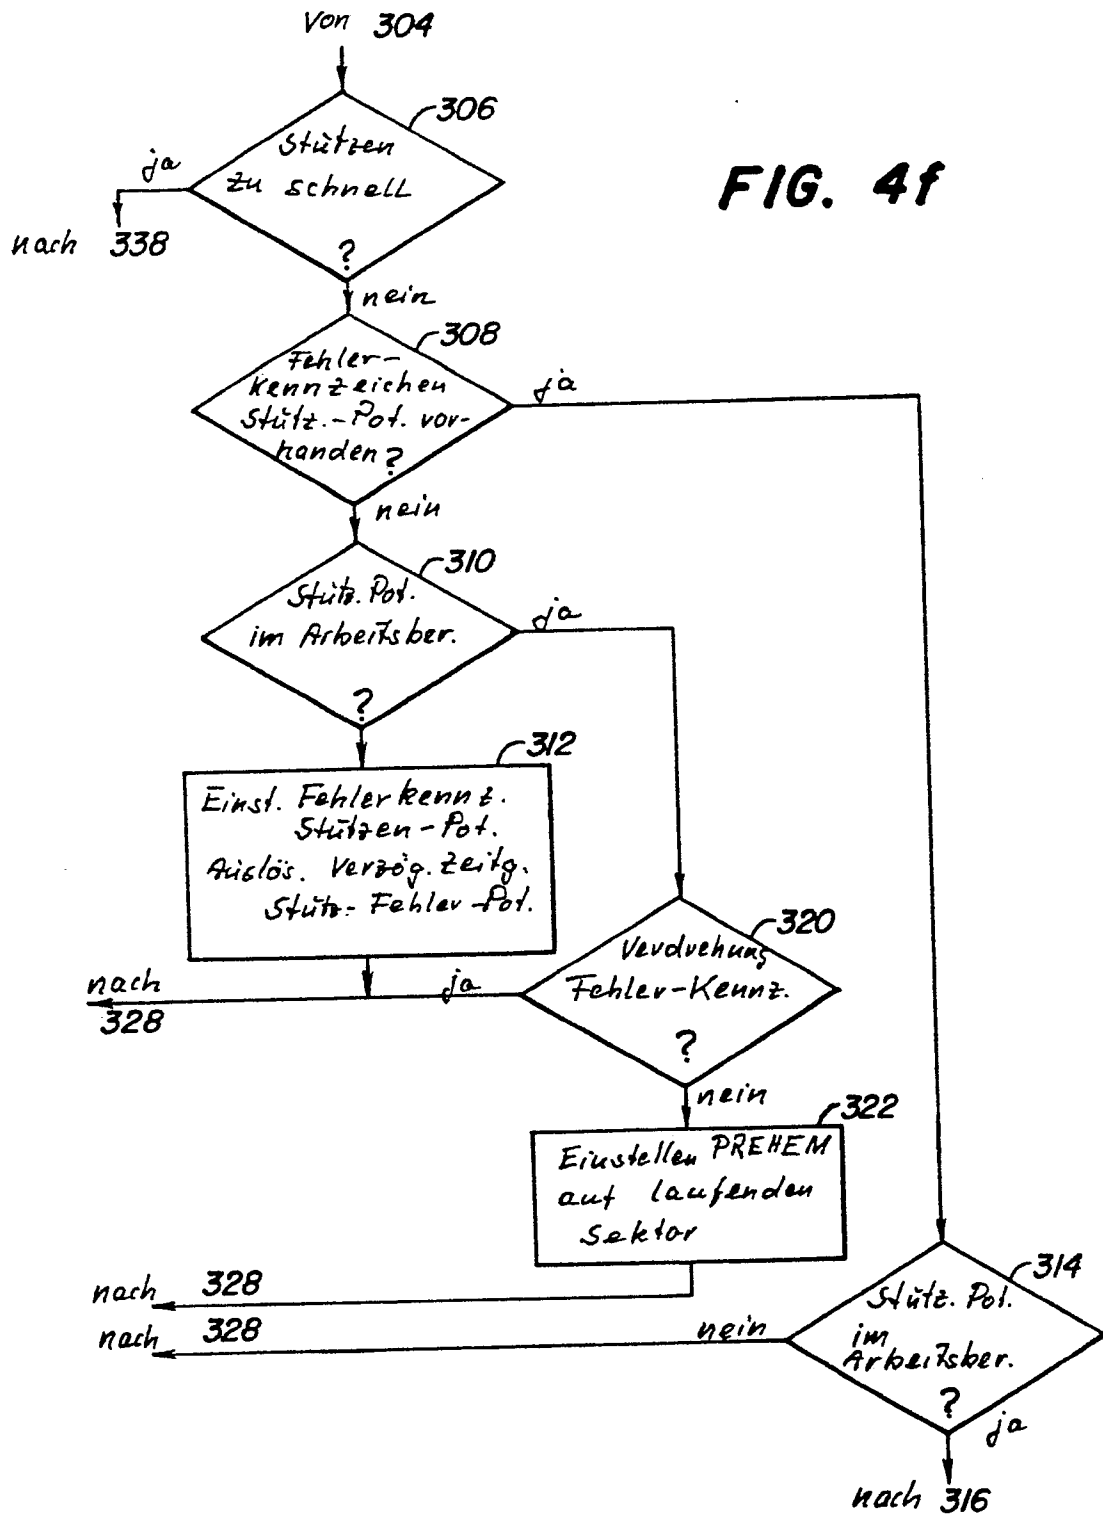 Von 304
306
Stützen
zu schnell
?
ja
nach 338
FIG. 4f
nein
308
Fehler-
kennzeichen
Stütz.-Pot. vor-
handen?
ja
nein
310
Stütz. Pot.
im Arbeitsber.
?
ja
312
Einst. Fehlerkennz.
Stützen-Pot.
Auslös. Verzög. Zeitg.
Stütz-Fehler-Pot.
320
Verdrehung
Fehler-Kennz.
?
ja
nach
328
nein
322
Einstellen PREHEM
auf laufenden
Sektor
nach 328
314
Stütz. Pot.
im
Arbeitsber.
?
nein
nach 328
ja
nach 316